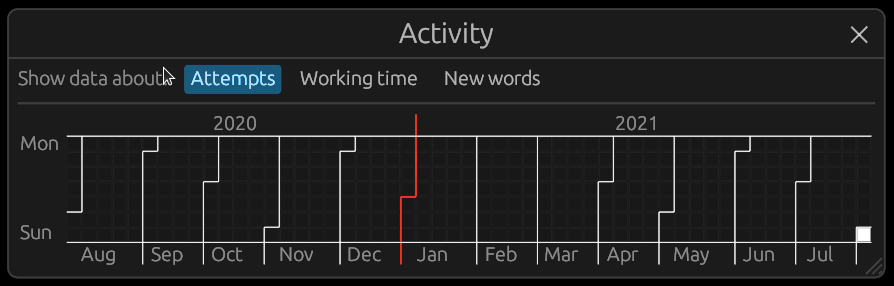 Activity
Show data about: Attempts Working time New words
2020 2021
Mon
Sun
Aug Sep Oct Nov Dec Jan Feb Mar Apr May Jun Jul